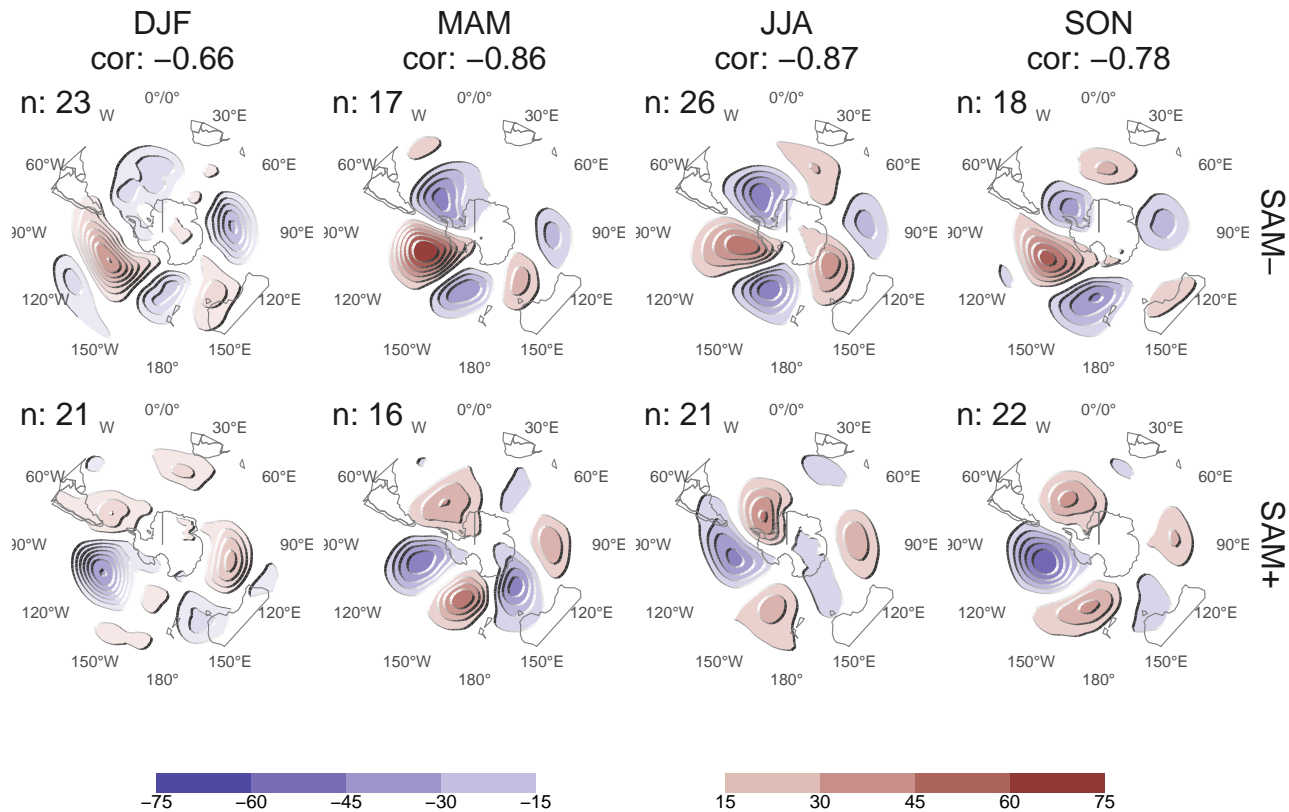 DJF MAM JJA SON
cor: −0.66 cor: −0.86 cor: −0.87 cor: −0.78
n: 23 W 0°/0° 30°E 60°E 90°E 120°E 150°E 180° 150°W 120°W 90°W 60°W
n: 17 W 0°/0° 30°E 60°E 90°E 120°E 150°E 180° 150°W 120°W 90°W 60°W
n: 26 W 0°/0° 30°E 60°E 90°E 120°E 150°E 180° 150°W 120°W 90°W 60°W
n: 18 W 0°/0° 30°E 60°E 90°E 120°E 150°E 180° 150°W 120°W 90°W 60°W
SAM−
n: 21 W 0°/0° 30°E 60°E 90°E 120°E 150°E 180° 150°W 120°W 90°W 60°W
n: 16 W 0°/0° 30°E 60°E 90°E 120°E 150°E 180° 150°W 120°W 90°W 60°W
n: 21 W 0°/0° 30°E 60°E 90°E 120°E 150°E 180° 150°W 120°W 90°W 60°W
n: 22 W 0°/0° 30°E 60°E 90°E 120°E 150°E 180° 150°W 120°W 90°W 60°W
SAM+
−75 −60 −45 −30 −15 15 30 45 60 75